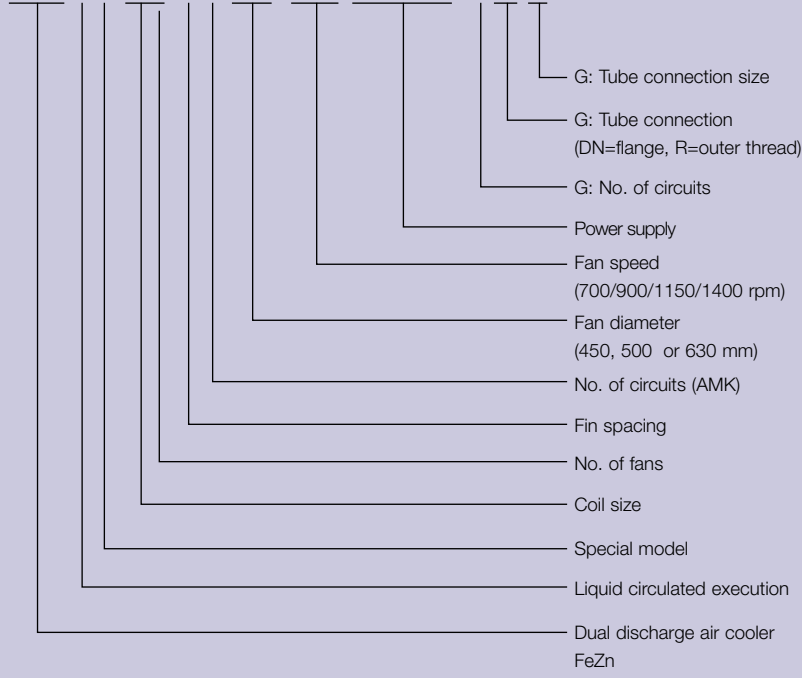 G: Tube connection size
G: Tube connection
(DN=flange, R=outer thread)
G: No. of circuits
Power supply
Fan speed
(700/900/1150/1400 rpm)
Fan diameter
(450, 500 or 630 mm)
No. of circuits (AMK)
Fin spacing
No. of fans
Coil size
Special model
Liquid circulated execution
Dual discharge air cooler
FeZn